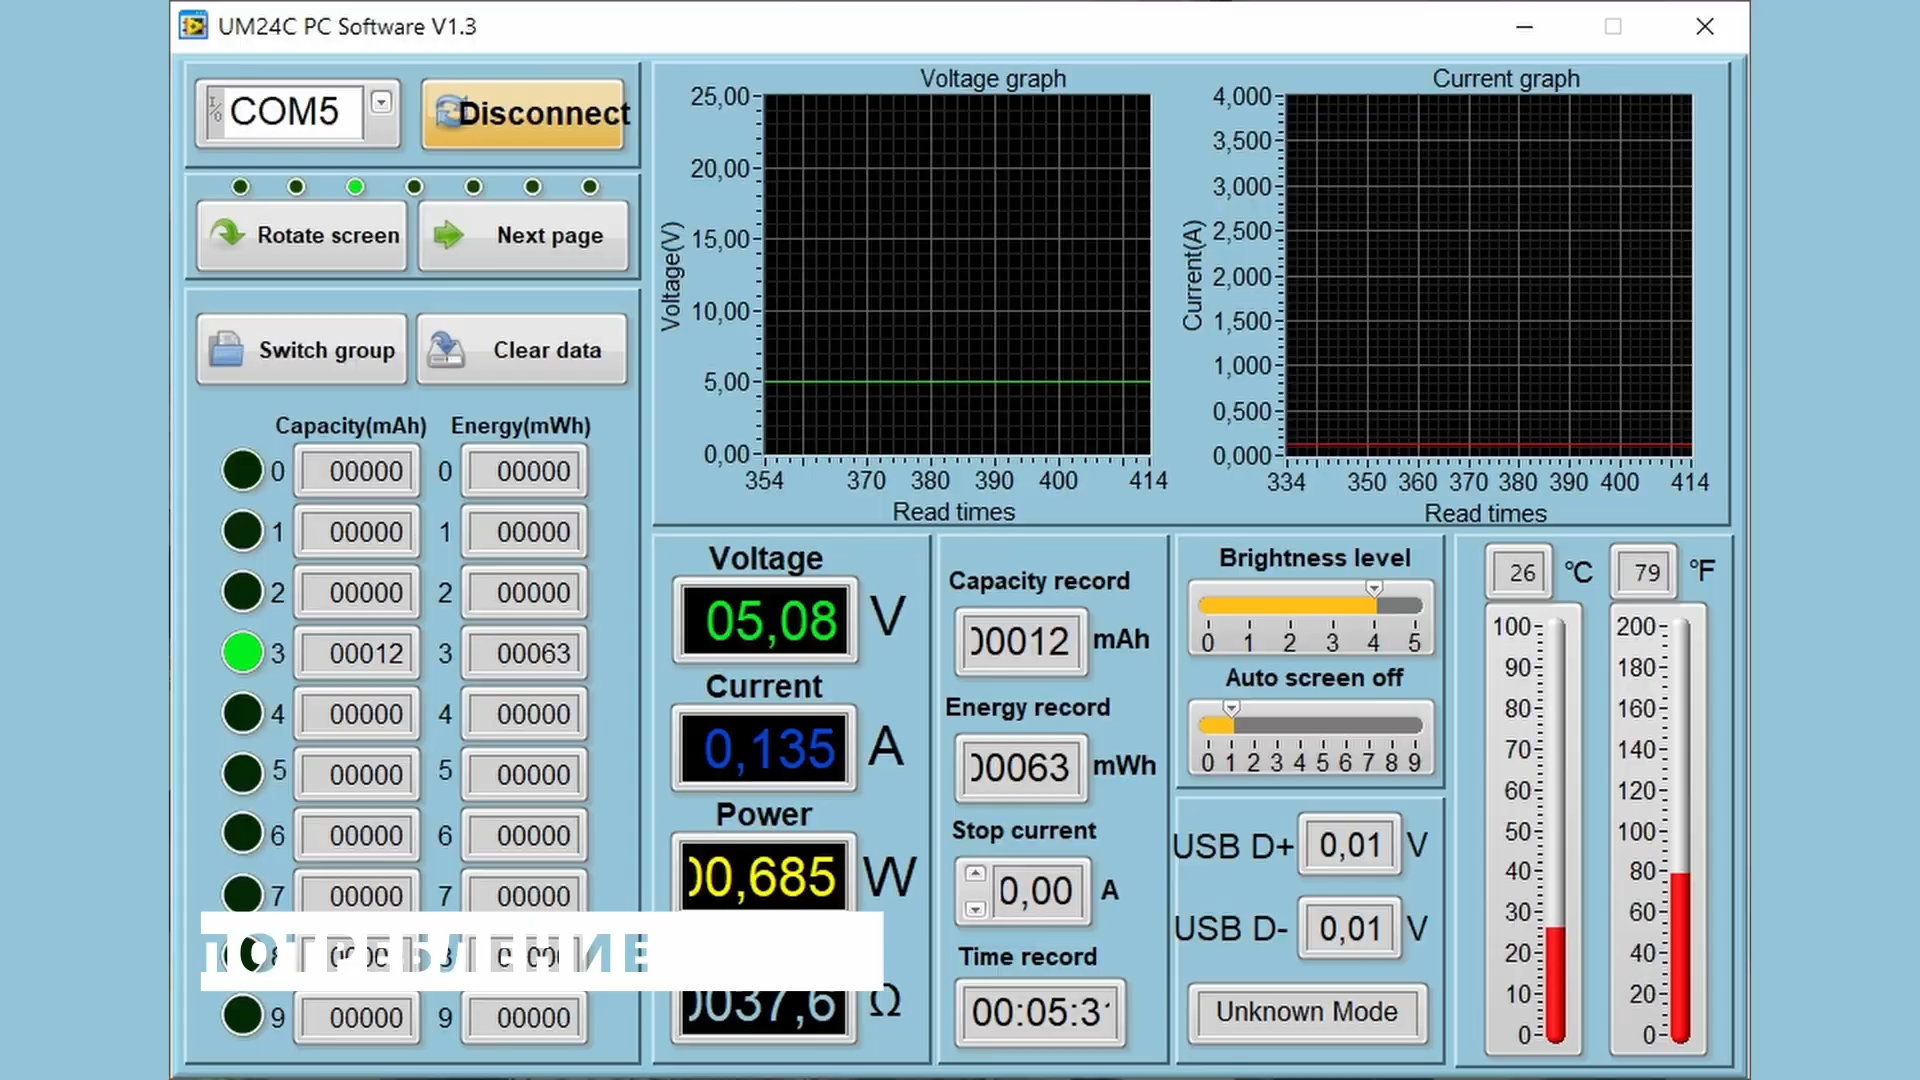 UM24C PC Software V1.3
COM5
Disconnect
Rotate screen
Next page
Switch group
Clear data
Capacity(mAh) Energy(mWh)
0 00000 0 00000
1 00000 1 00000
2 00000 2 00000
3 00012 3 00063
4 00000 4 00000
5 00000 5 00000
6 00000 6 00000
7 00000 7 00000
ПОТРЕБЛЕНИЕ
9 00000 9 00000
Voltage graph
Voltage(V)
25,00
20,00
15,00
10,00
5,00
0,00
354 370 380 390 400 414
Read times
Current graph
Current(A)
4,000
3,500
3,000
2,500
2,000
1,500
1,000
0,500
0,000
334 350 360 370 380 390 400 414
Read times
Voltage
05,08 V
Current
0,135 A
Power
00,685 W
0037,6 Ω
Capacity record
00012 mAh
Energy record
00063 mWh
Stop current
0,00 A
Time record
00:05:31
Brightness level
0 1 2 3 4 5
Auto screen off
0 1 2 3 4 5 6 7 8 9
USB D+ 0,01 V
USB D- 0,01 V
Unknown Mode
26 °C
100
90
80
70
60
50
40
30
20
10
0
79 °F
200
180
160
140
120
100
80
60
40
20
0